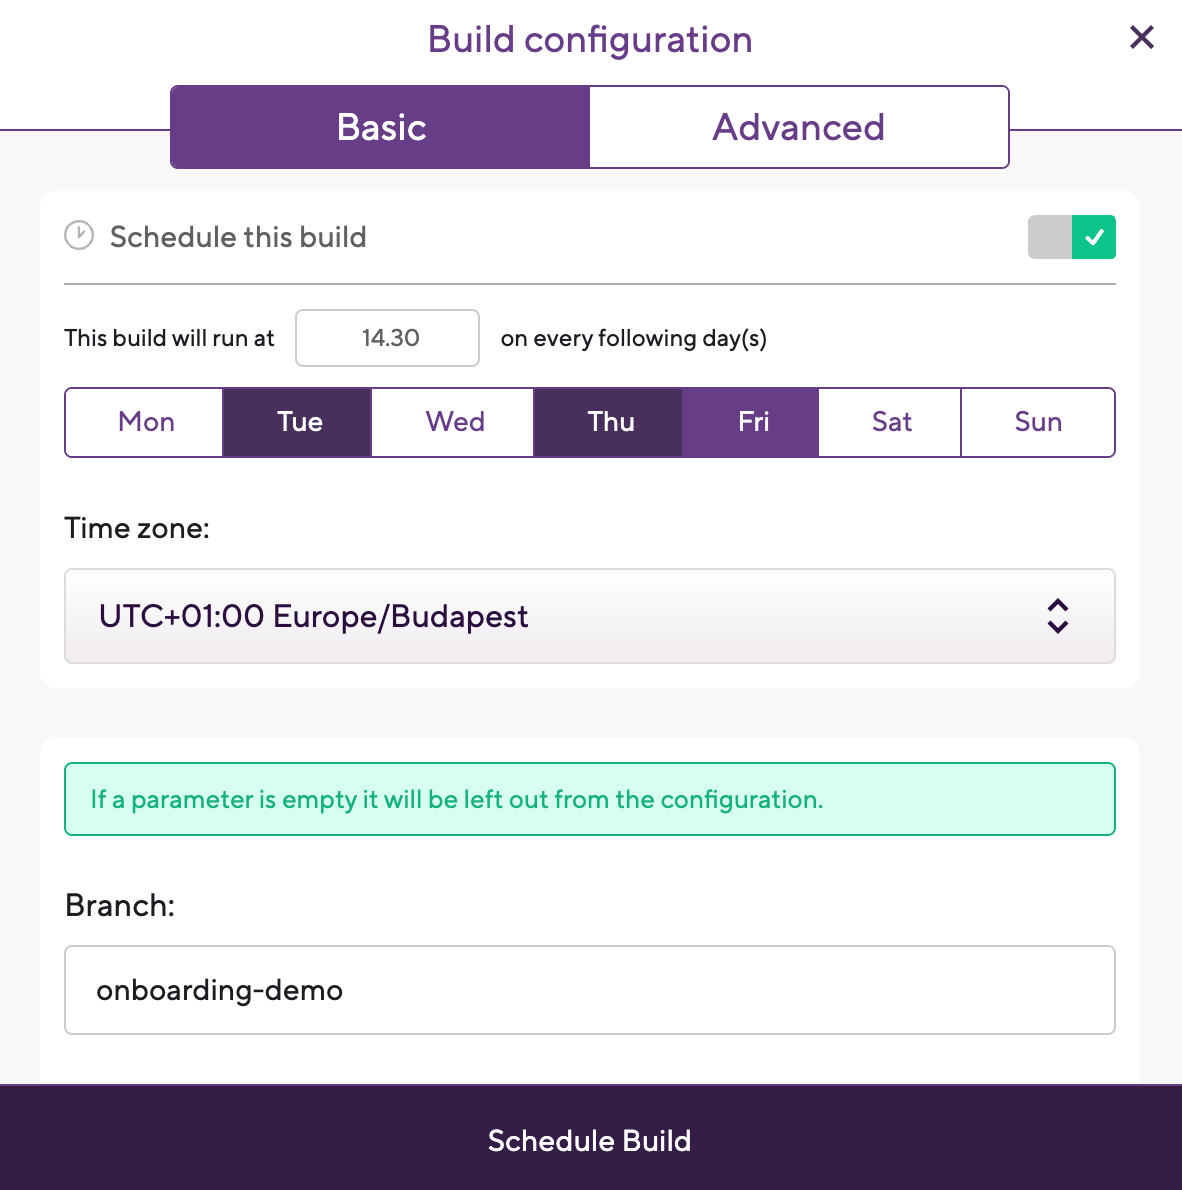 Build configuration
Basic
Advanced
Schedule this build
This build will run at 14.30 on every following day(s)
Mon Tue Wed Thu Fri Sat Sun
Time zone:
UTC+01:00 Europe/Budapest
If a parameter is empty it will be left out from the configuration.
Branch:
onboarding-demo
Schedule Build